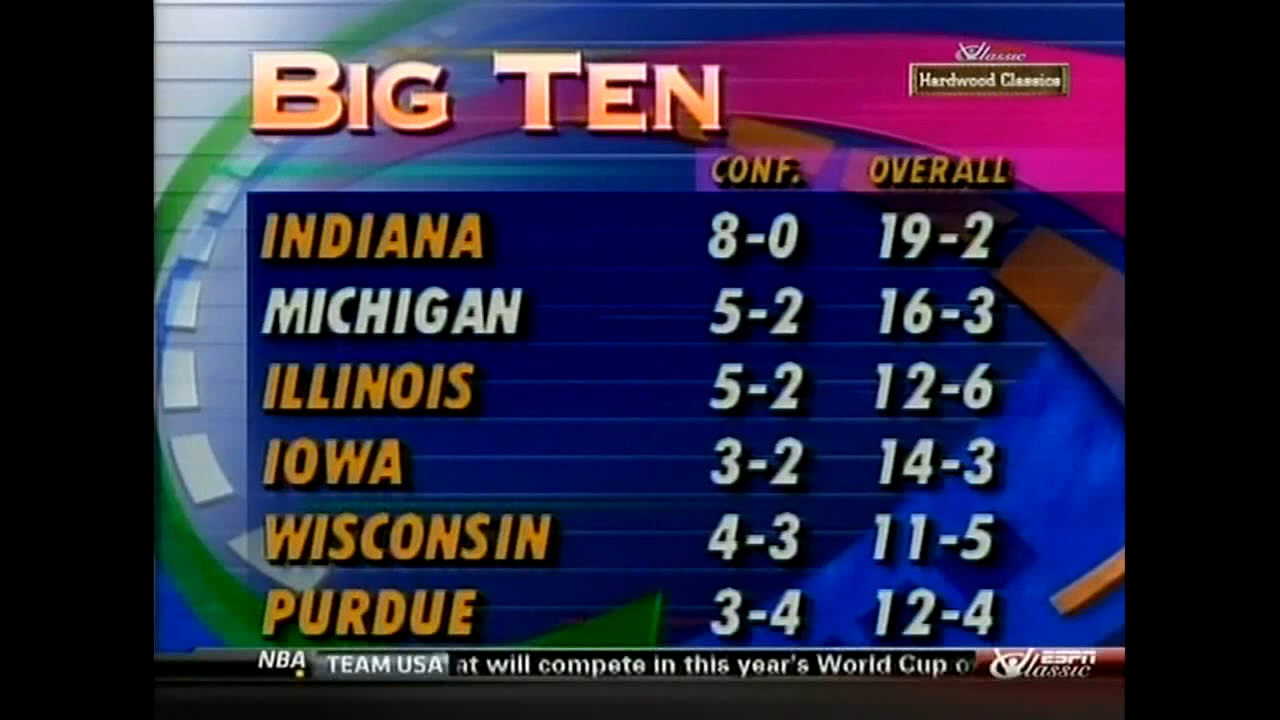 BIG TEN
Classic
Hardwood Classics
CONF. OVERALL
INDIANA 8-0 19-2
MICHIGAN 5-2 16-3
ILLINOIS 5-2 12-6
IOWA 3-2 14-3
WISCONSIN 4-3 11-5
PURDUE 3-4 12-4
NBA TEAM USA at will compete in this year's World Cup o ESPN Classic